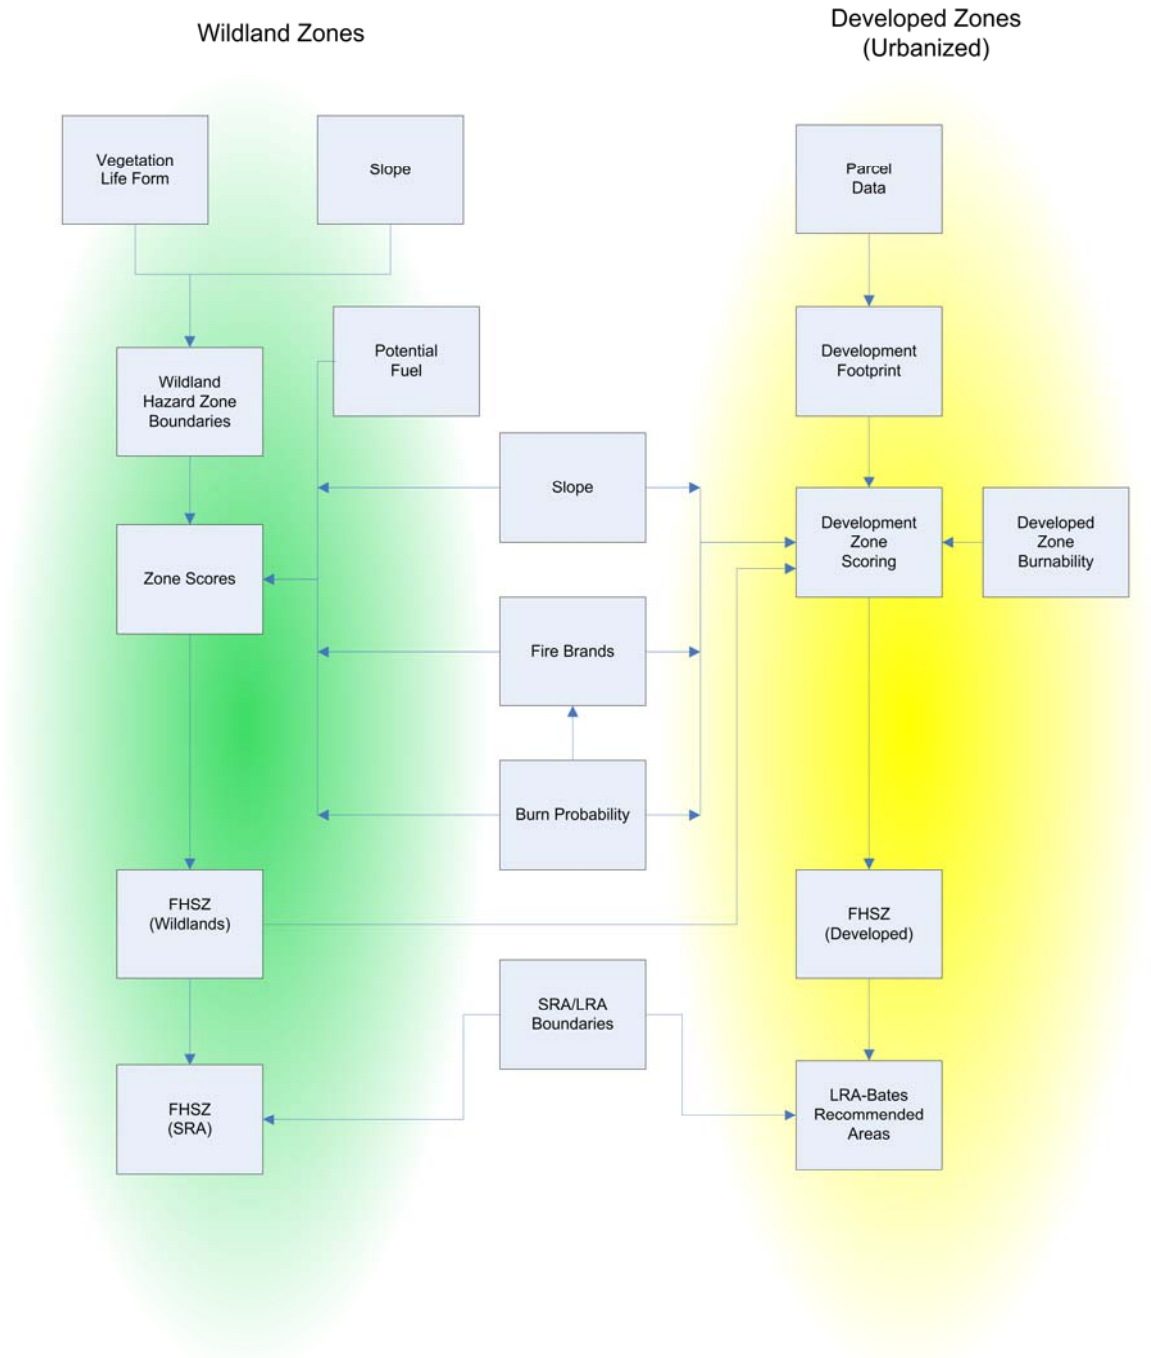 Wildland Zones
Developed Zones
(Urbanized)
Vegetation
Life Form
Slope
Parcel
Data
Potential
Fuel
Development
Footprint
Wildland
Hazard Zone
Boundaries
Slope
Development
Zone
Scoring
Developed
Zone
Burnability
Zone Scores
Fire Brands
Burn Probability
FHSZ
(Wildlands)
FHSZ
(Developed)
SRA/LRA
Boundaries
FHSZ
(SRA)
LRA-Bates
Recommended
Areas